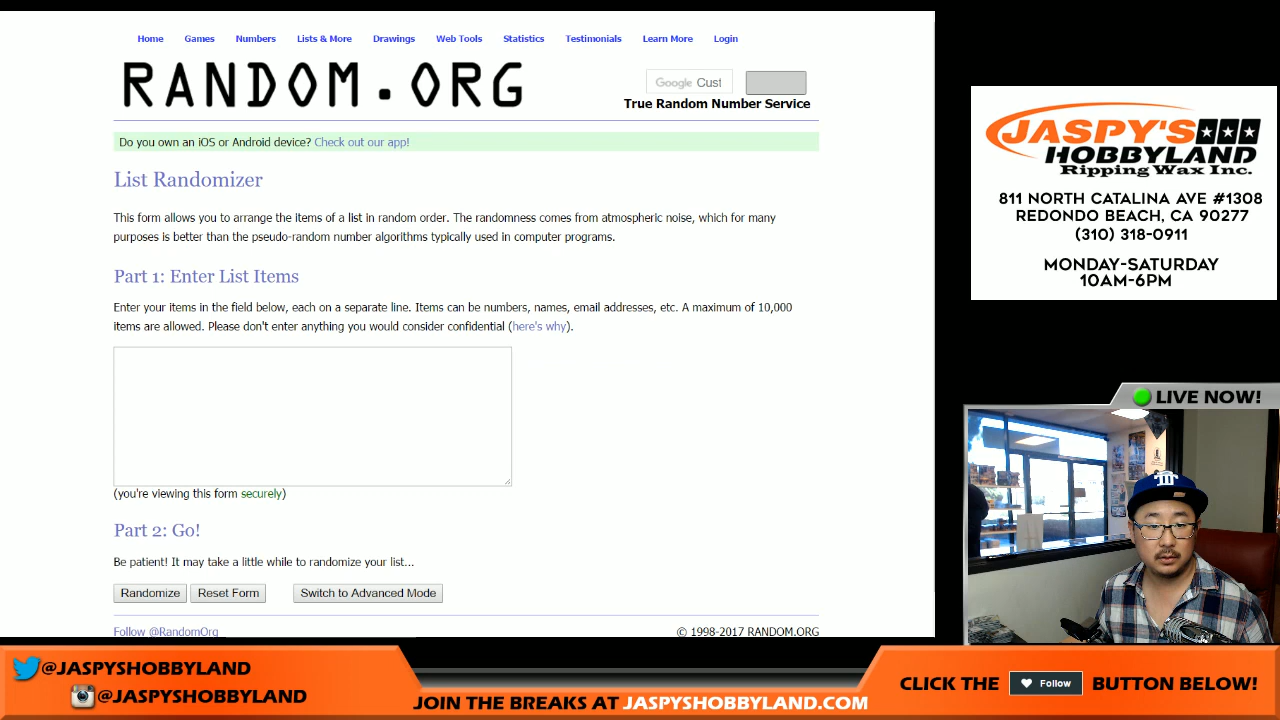 Home Games Numbers Lists & More Drawings Web Tools Statistics Testimonials Learn More Login
RANDOM.ORG
Google Cust
True Random Number Service
Do you own an iOS or Android device? Check out our app!
List Randomizer
This form allows you to arrange the items of a list in random order. The randomness comes from atmospheric noise, which for many
purposes is better than the pseudo-random number algorithms typically used in computer programs.
Part 1: Enter List Items
Enter your items in the field below, each on a separate line. Items can be numbers, names, email addresses, etc. A maximum of 10,000
items are allowed. Please don't enter anything you would consider confidential (here's why).
(you're viewing this form securely)
Part 2: Go!
Be patient! It may take a little while to randomize your list...
Randomize Reset Form Switch to Advanced Mode
Follow @RandomOrg © 1998-2017 RANDOM.ORG
JASPY'S
HOBBYLAND
Ripping Wax Inc.
811 NORTH CATALINA AVE #1308
REDONDO BEACH, CA 90277
(310) 318-0911
MONDAY-SATURDAY
10AM-6PM
LIVE NOW!
@JASPYSHOBBYLAND
@JASPYSHOBBYLAND
JOIN THE BREAKS AT JASPYSHOBBYLAND.COM
CLICK THE Follow BUTTON BELOW!